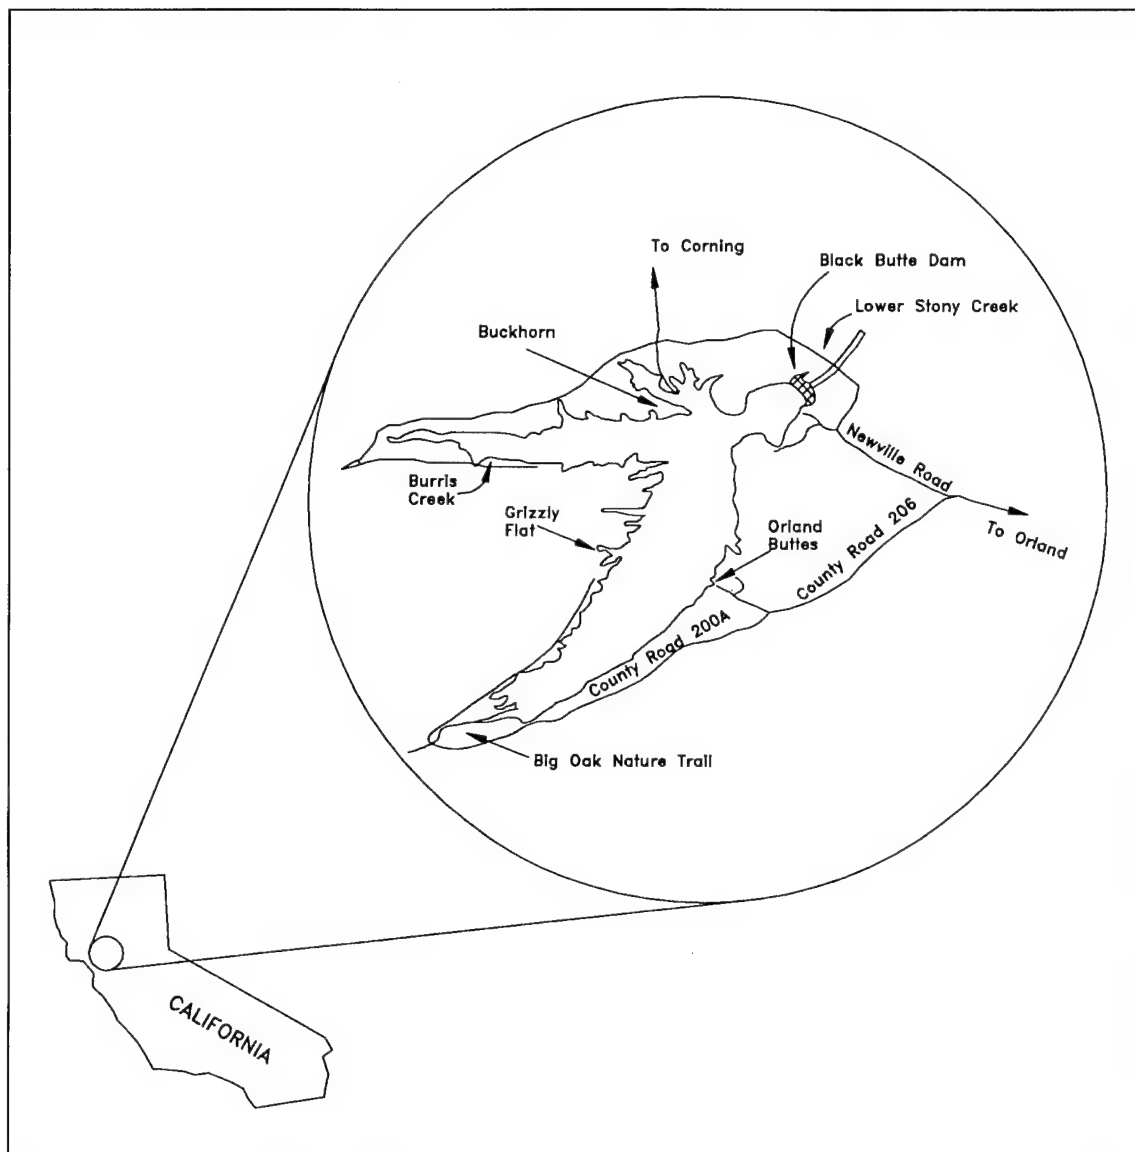 To Corning
Black Butte Dam
Lower Stony Creek
Buckhorn
Newville Road
Burris
Creek
Grizzly
Flat
Orland
Buttes
County Road 206
To Orland
County Road 200A
Big Oak Nature Trail
CALIFORNIA